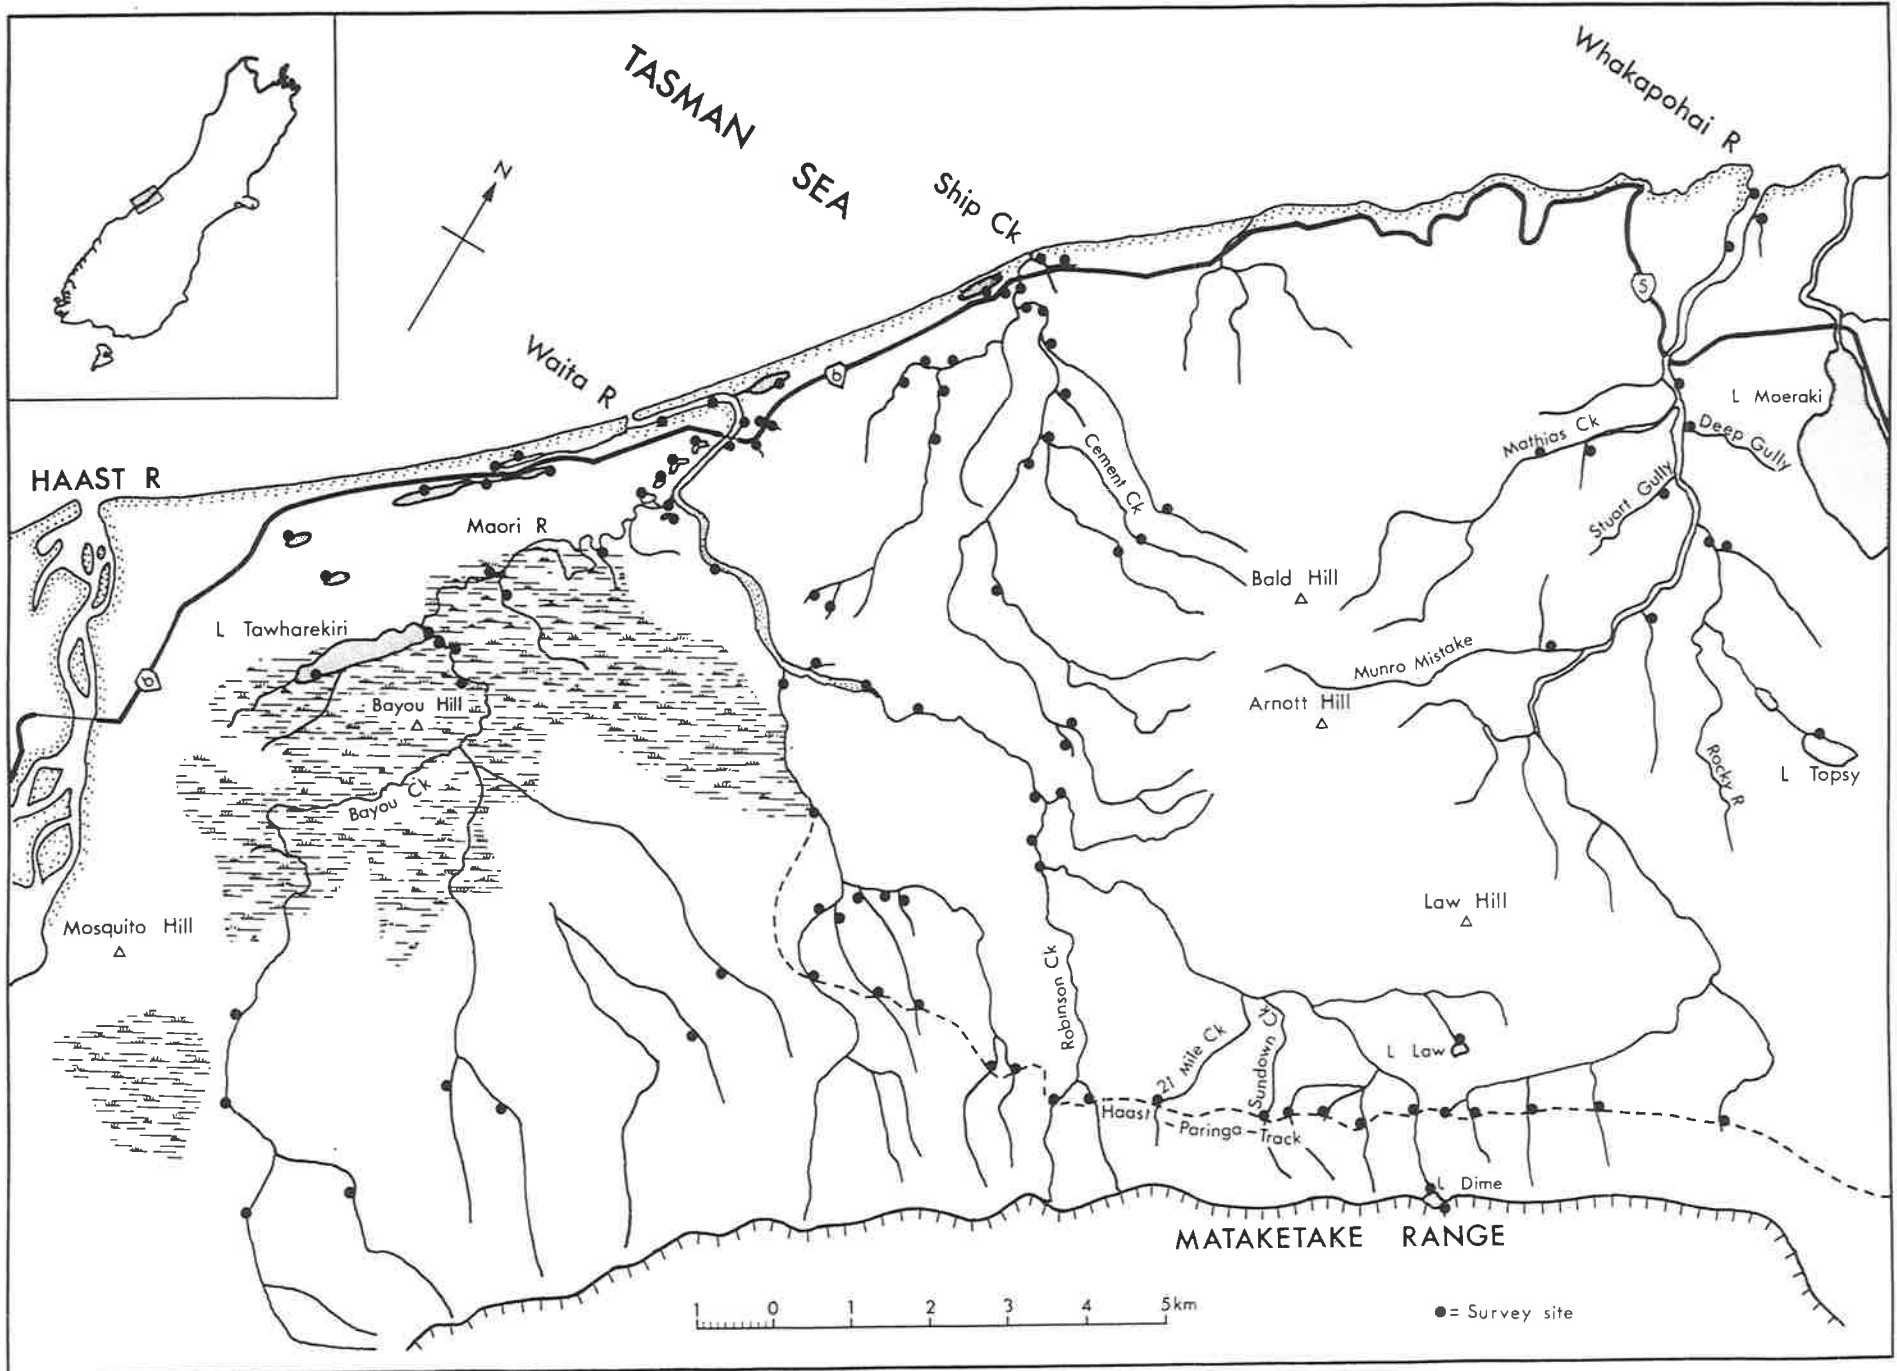 TASMAN
SEA
Whakapohai R
N
Ship Ck
Waita R
HAAST R
Maori R
L Tawharekiri
Bayou Hill
Bayou Ck
Mosquito Hill
6
6
5
Cement Ck
Bald Hill
Arnott Hill
Munro Mistake
Mathias Ck
Stuart Gully
Deep Gully
L Moeraki
Rocky R
L Topsy
Law Hill
L Law
Robinson Ck
21 Mile Ck
Sundown Ck
Haast
Paringa
Track
L Dime
MATAKETAKE RANGE
1 0 1 2 3 4 5km
= Survey site